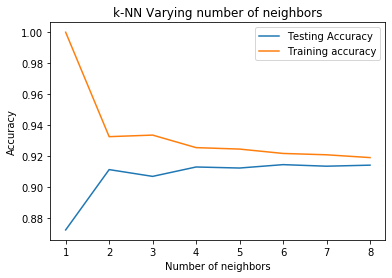 k-NN Varying number of neighbors
Testing Accuracy
Training accuracy
Accuracy
1.00
0.98
0.96
0.94
0.92
0.90
0.88
1 2 3 4 5 6 7 8
Number of neighbors